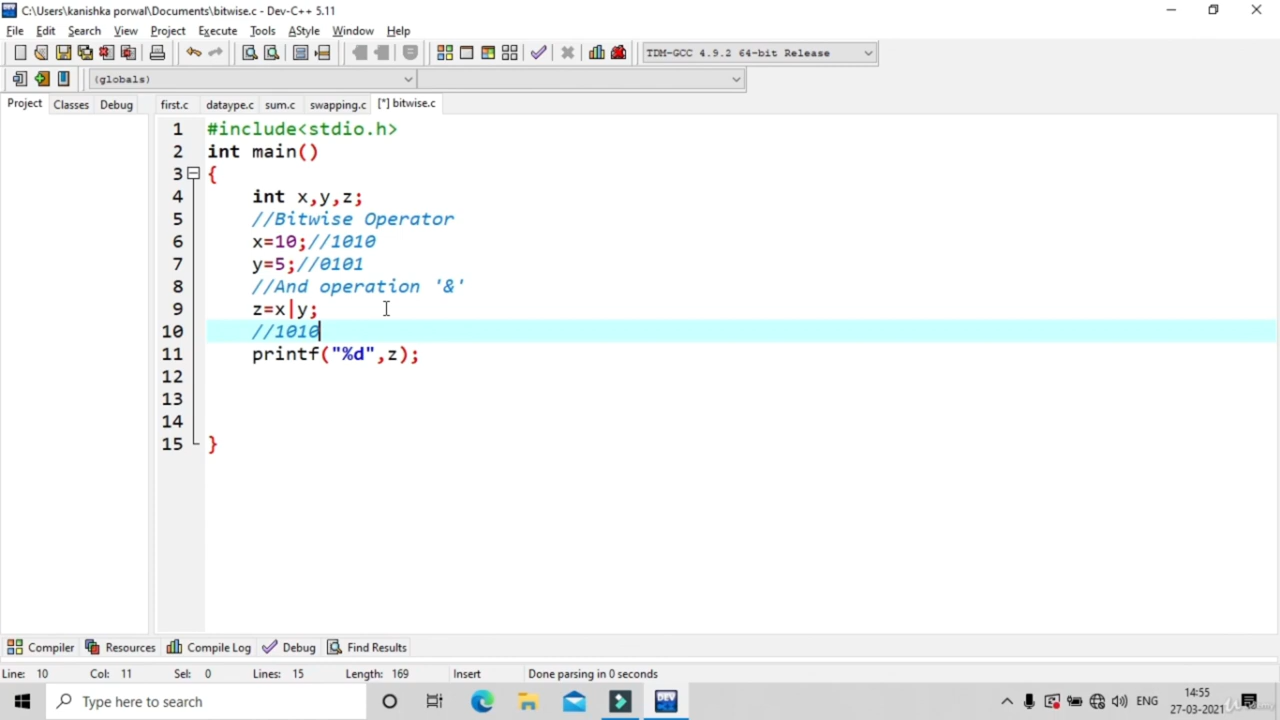 C:\Users\kanishka porwal\Documents\bitwise.c - Dev-C++ 5.11
File Edit Search View Project Execute Tools AStyle Window Help
TDM-GCC 4.9.2 64-bit Release
(globals)
Project Classes Debug first.c dataype.c sum.c swapping.c [*] bitwise.c
1 #include<stdio.h>
2 int main()
3 {
4 int x,y,z;
5 //Bitwise Operator
6 x=10;//1010
7 y=5;//0101
8 //And operation '&'
9 z=x|y;
10 //1010
11 printf("%d",z);
12
13
14
15 }
Compiler Resources Compile Log Debug Find Results
Line: 10 Col: 11 Sel: 0 Lines: 15 Length: 169 Insert Done parsing in 0 seconds
Type here to search
DEV
ENG
14:55
27-03-2021